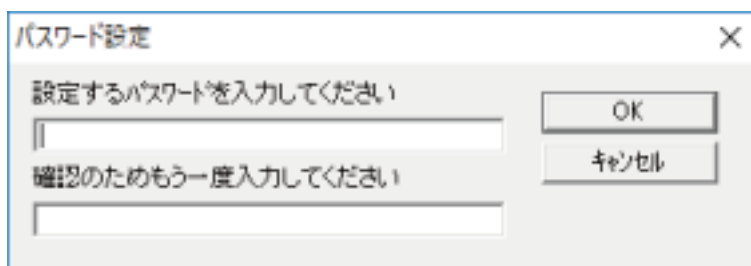 パスワード設定
設定するﾊﾟｽﾜｰﾄﾞを入力してください
OK
確認のためもう一度入力してください
ｷｬﾝｾﾙ